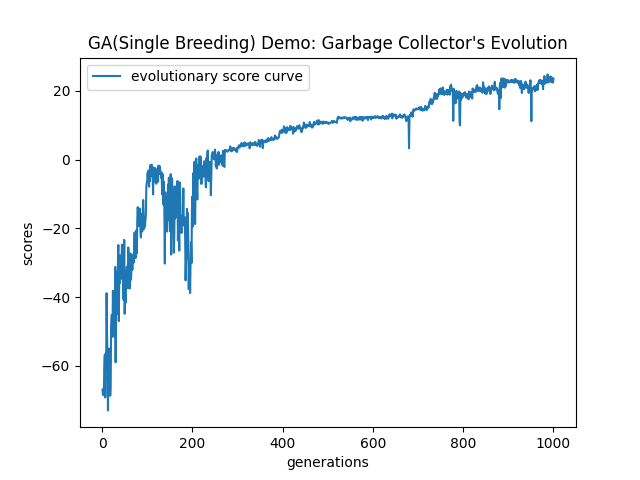 GA(Single Breeding) Demo: Garbage Collector's Evolution
evolutionary score curve
20
0
−20
−40
−60
scores
0 200 400 600 800 1000
generations